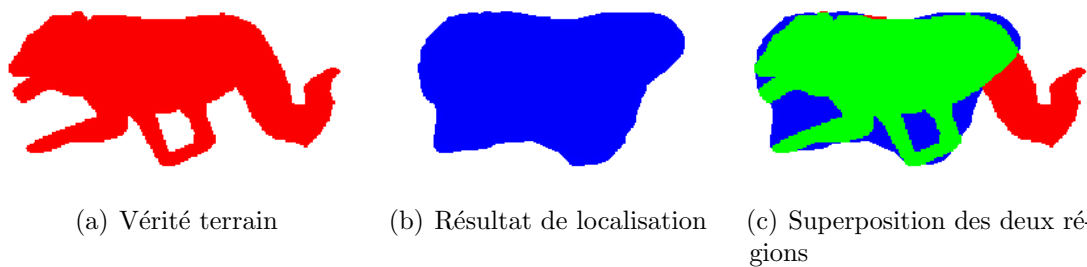 (a) Vérité terrain
(b) Résultat de localisation
(c) Superposition des deux ré-
gions